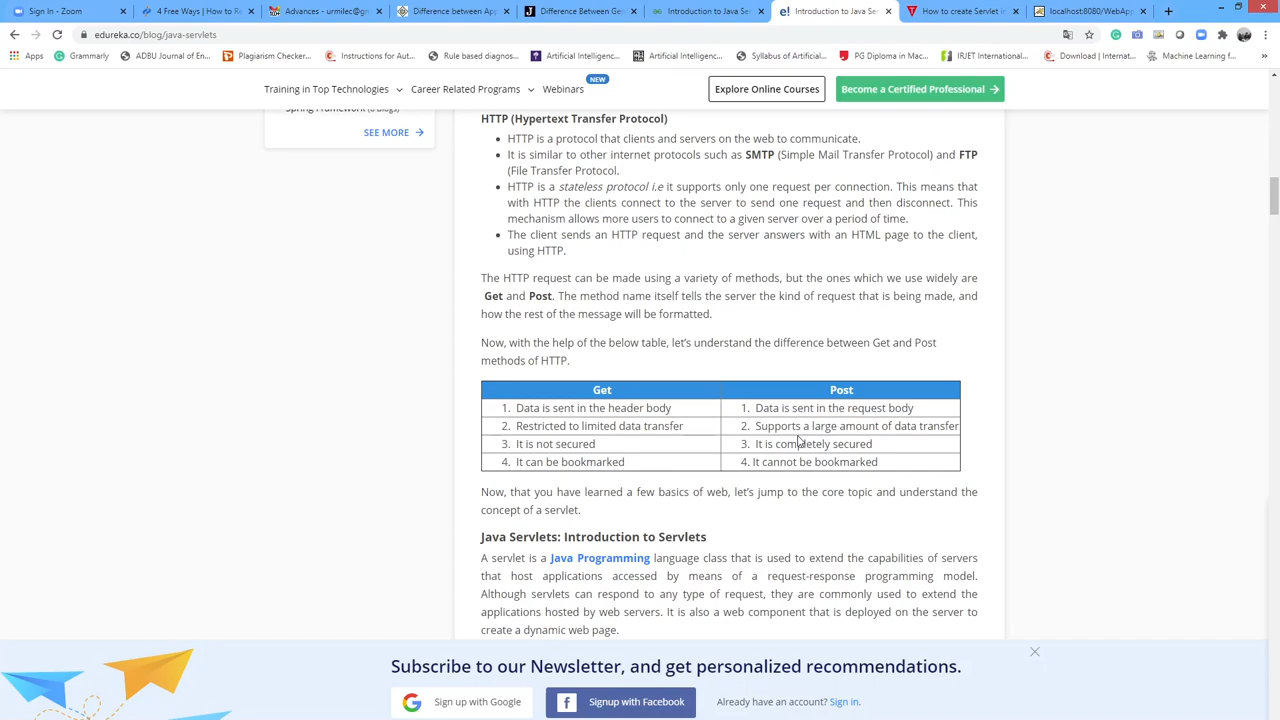 Sign In - Zoom
4 Free Ways | How to Re
Advances - urmilec@gm
Difference between App
Difference Between Gen
Introduction to Java Ser
Introduction to Java Ser
How to create Servlet in
localhost:8080/WebApp
edureka.co/blog/java-servlets
Apps
Grammarly
ADBU Journal of En...
Plagiarism Checker...
Instructions for Aut...
Rule based diagnos...
Artificial Intelligenc...
Artificial Intelligenc...
Syllabus of Artificial...
PG Diploma in Mac...
IRJET International...
Download | Internat...
Machine Learning f...
NEW
Training in Top Technologies
Career Related Programs
Webinars
Explore Online Courses
Become a Certified Professional
SEE MORE
HTTP (Hypertext Transfer Protocol)
HTTP is a protocol that clients and servers on the web to communicate.
It is similar to other internet protocols such as SMTP (Simple Mail Transfer Protocol) and FTP
(File Transfer Protocol.
HTTP is a stateless protocol i.e it supports only one request per connection. This means that
with HTTP the clients connect to the server to send one request and then disconnect. This
mechanism allows more users to connect to a given server over a period of time.
The client sends an HTTP request and the server answers with an HTML page to the client,
using HTTP.
The HTTP request can be made using a variety of methods, but the ones which we use widely are
Get and Post. The method name itself tells the server the kind of request that is being made, and
how the rest of the message will be formatted.
Now, with the help of the below table, let's understand the difference between Get and Post
methods of HTTP.
Get Post
1. Data is sent in the header body 1. Data is sent in the request body
2. Restricted to limited data transfer 2. Supports a large amount of data transfer
3. It is not secured 3. It is completely secured
4. It can be bookmarked 4. It cannot be bookmarked
Now, that you have learned a few basics of web, let's jump to the core topic and understand the
concept of a servlet.
Java Servlets: Introduction to Servlets
A servlet is a Java Programming language class that is used to extend the capabilities of servers
that host applications accessed by means of a request-response programming model.
Although servlets can respond to any type of request, they are commonly used to extend the
applications hosted by web servers. It is also a web component that is deployed on the server to
create a dynamic web page.
Subscribe to our Newsletter, and get personalized recommendations.
Sign up with Google
Signup with Facebook
Already have an account? Sign in.